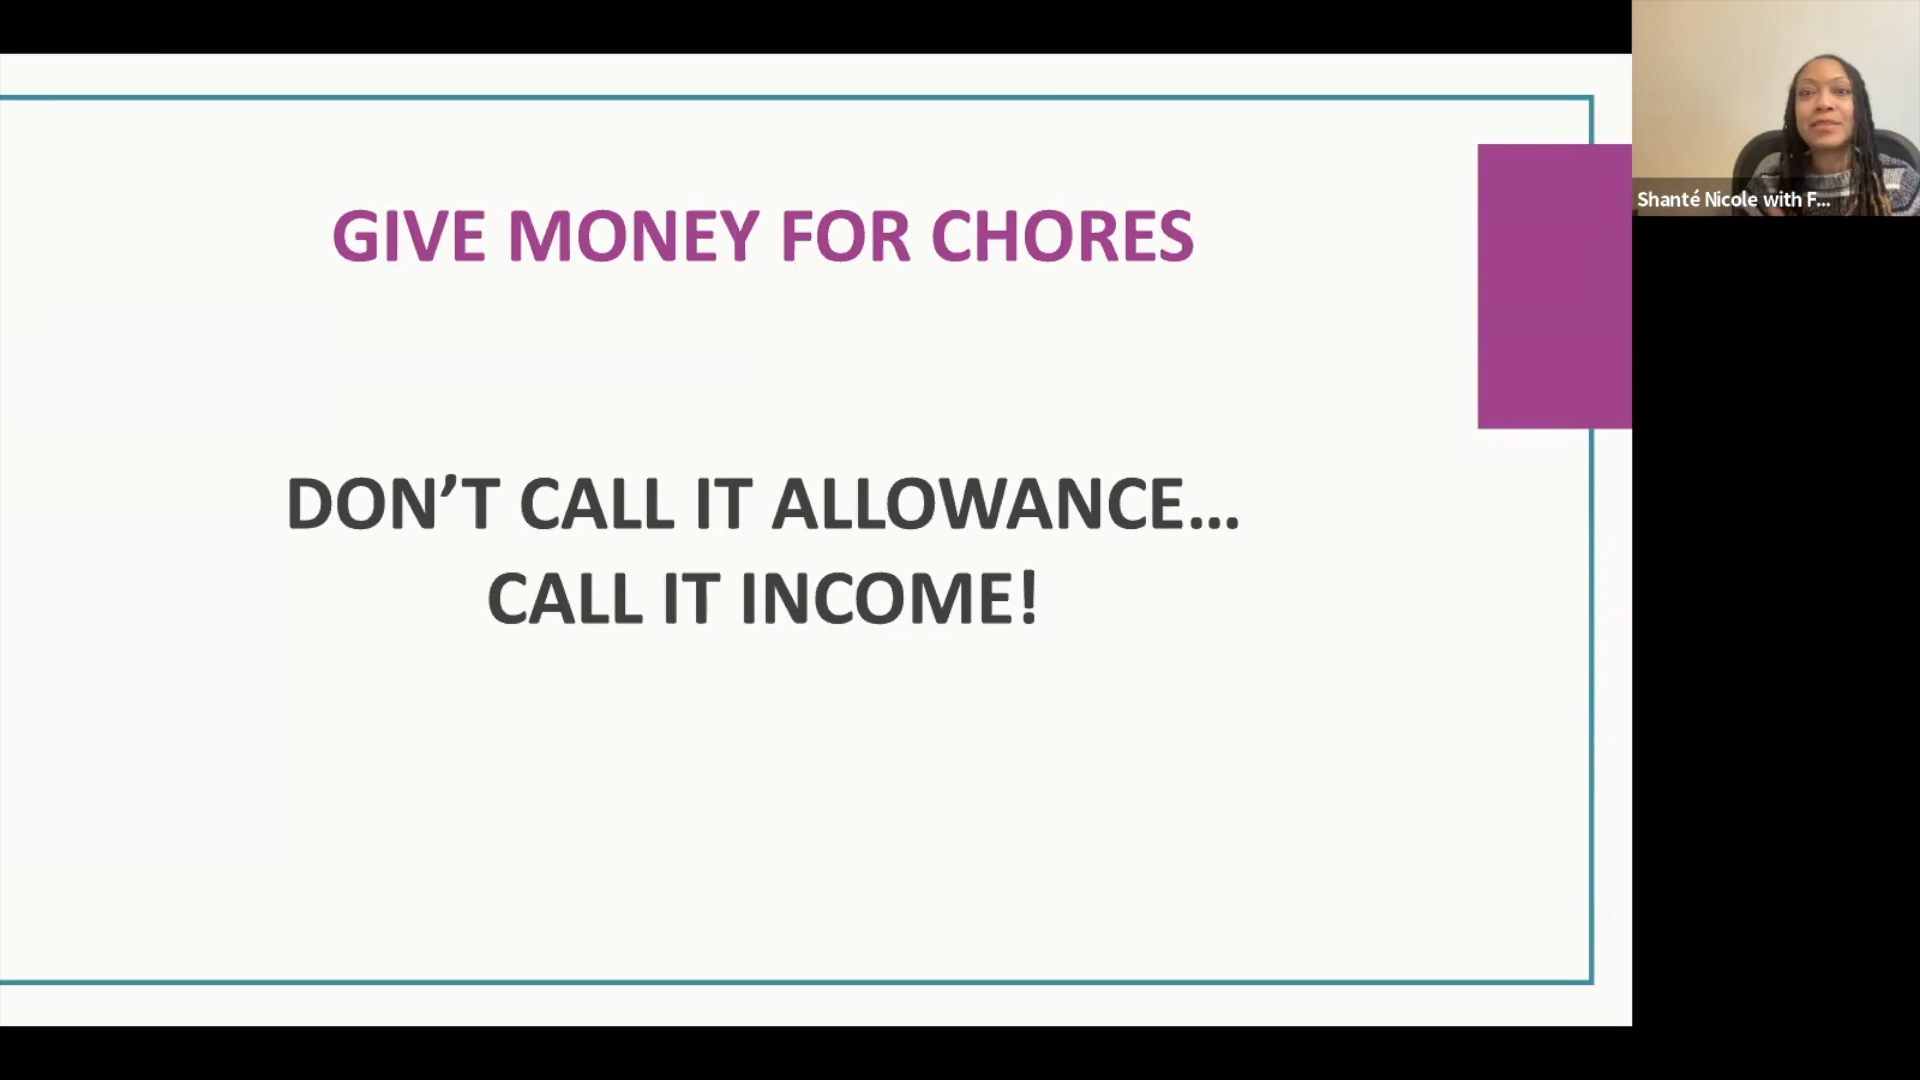 GIVE MONEY FOR CHORES
DON’T CALL IT ALLOWANCE...
CALL IT INCOME!
Shanté Nicole with F...